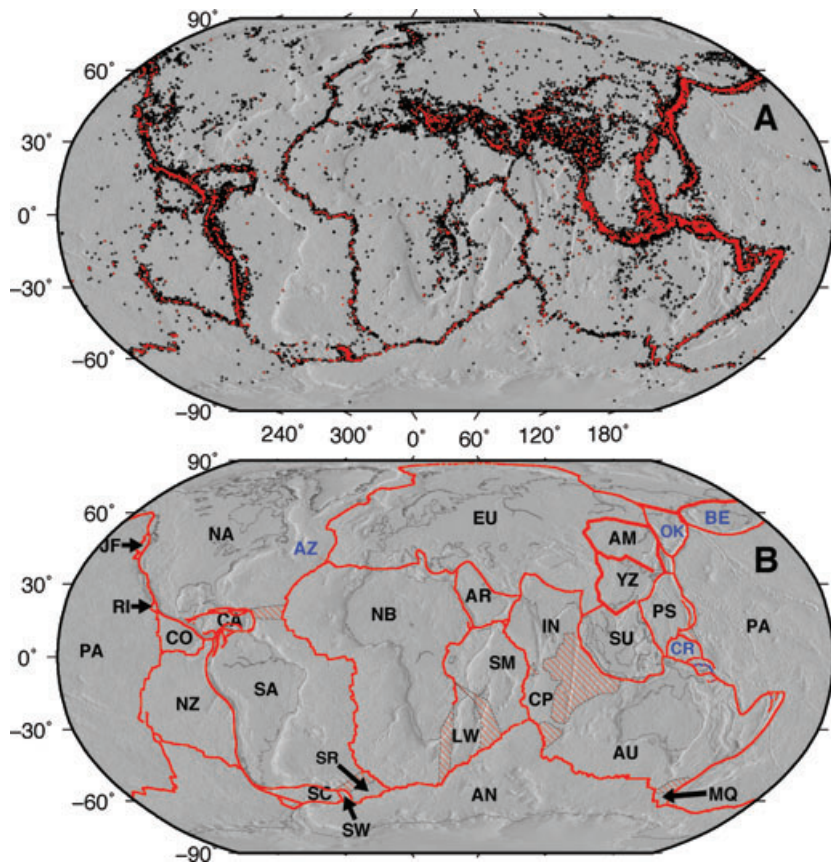 90°
60°
30°
0°
−30°
−60°
−90°
A
240° 300° 0° 60° 120° 180°
90°
60°
30°
0°
−30°
−60°
−90°
B
NA
EU
AZ
AM
OK
BE
JF
YZ
RI
CA
NB
AR
IN
PS
PA
CO
SU
PA
CR
SM
NZ
SA
CP
LW
AU
SR
SC
AN
MQ
SW